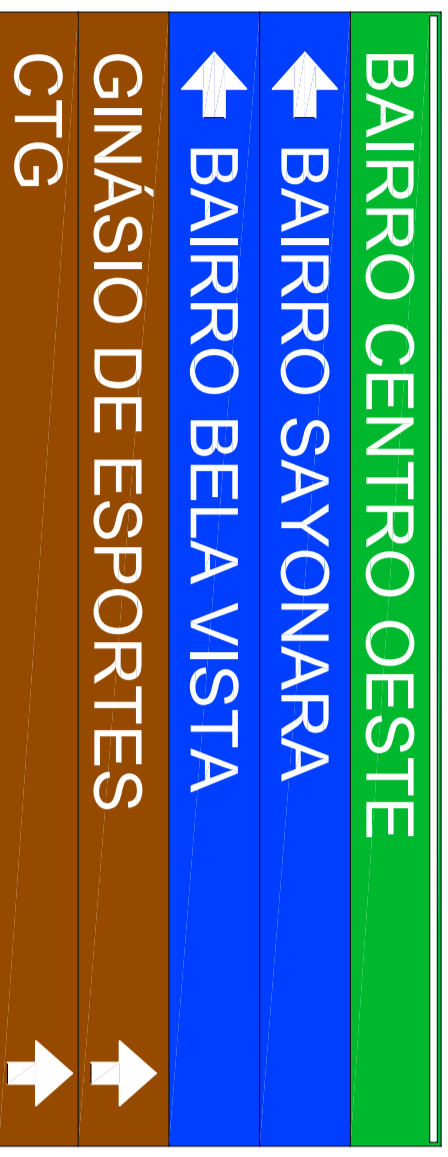 BAIRRO CENTRO OESTE
BAIRRO SAYONARA
BAIRRO BELA VISTA
GINÁSIO DE ESPORTES
CTG